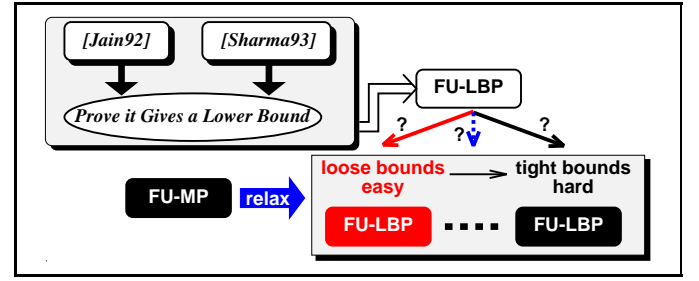 [Jain92] [Sharma93]
Prove it Gives a Lower Bound
FU-LBP
? ? ?
loose bounds tight bounds
easy hard
FU-MP relax
FU-LBP FU-LBP